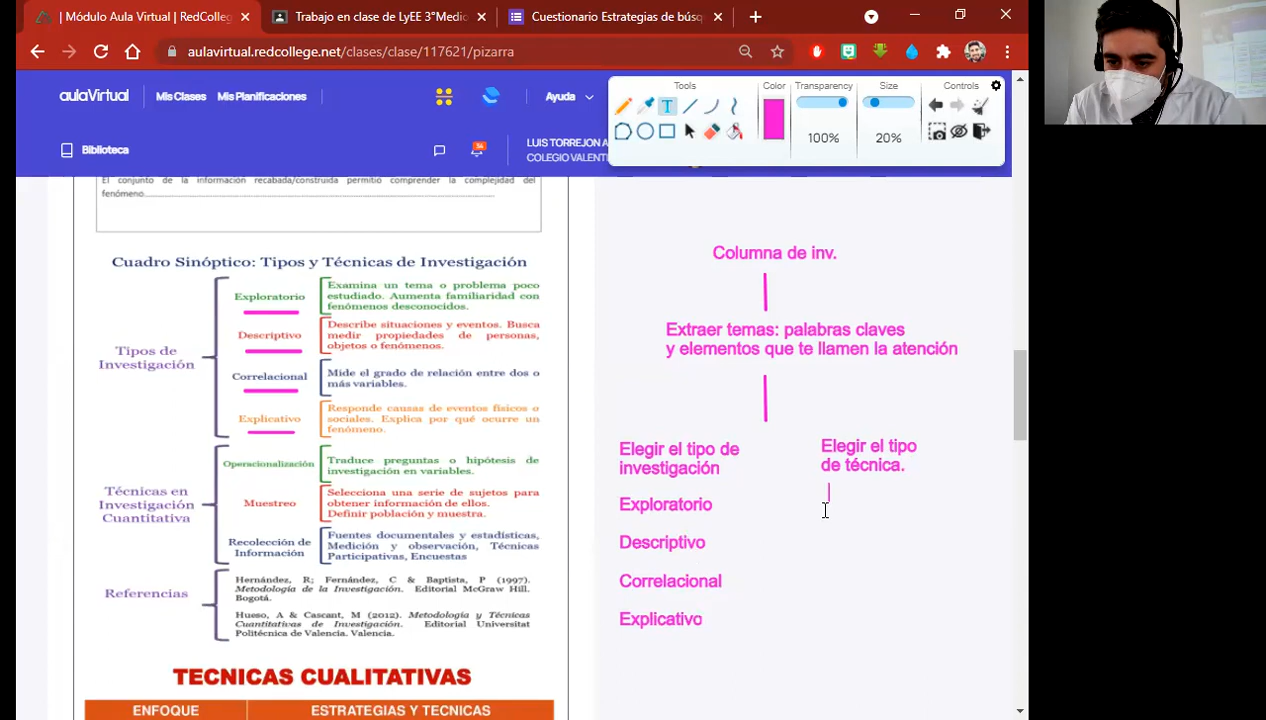 | Módulo Aula Virtual | RedColleg
Trabajo en clase de LyEE 3°Medio
Cuestionario Estrategias de búsq
aulavirtual.redcollege.net/clases/clase/117621/pizarra
aulaVirtual
Mis Clases
Mis Planificaciones
Ayuda
Tools
Color
Transparency
Size
Controls
T
100%
20%
Biblioteca
LUIS TORREJON A
COLEGIO VALENTI
El conjunto de la información recabada/construida permitió comprender la complejidad del
fenómeno
Cuadro Sinóptico: Tipos y Técnicas de Investigación
Tipos de
Investigación
Exploratorio
Examina un tema o problema poco
estudiado. Aumenta familiaridad con
fenómenos desconocidos.
Descriptivo
Describe situaciones y eventos. Busca
medir propiedades de personas,
objetos o fenómenos.
Correlacional
Mide el grado de relación entre dos o
más variables.
Explicativo
Responde causas de eventos físicos o
sociales. Explica por qué ocurre un
fenómeno.
Técnicas en
Investigación
Cuantitativa
Operacionalización
Traduce preguntas o hipótesis de
investigación en variables.
Muestreo
Selecciona una serie de sujetos para
obtener información de ellos.
Definir población y muestra.
Recolección de
Información
Fuentes documentales y estadísticas,
Medición y observación, Técnicas
Participativas, Encuestas
Referencias
Hernández, R; Fernández, C & Baptista, P (1997).
Metodología de la Investigación. Editorial McGraw Hill.
Bogotá.
Hueso, A & Cascant, M (2012). Metodología y Técnicas
Cuantitativas de Investigación. Editorial Universitat
Politécnica de Valencia. Valencia.
TECNICAS CUALITATIVAS
ENFOQUE
ESTRATEGIAS Y TECNICAS
Columna de inv.
Extraer temas: palabras claves
y elementos que te llamen la atención
Elegir el tipo de
investigación
Exploratorio
Descriptivo
Correlacional
Explicativo
Elegir el tipo
de técnica.